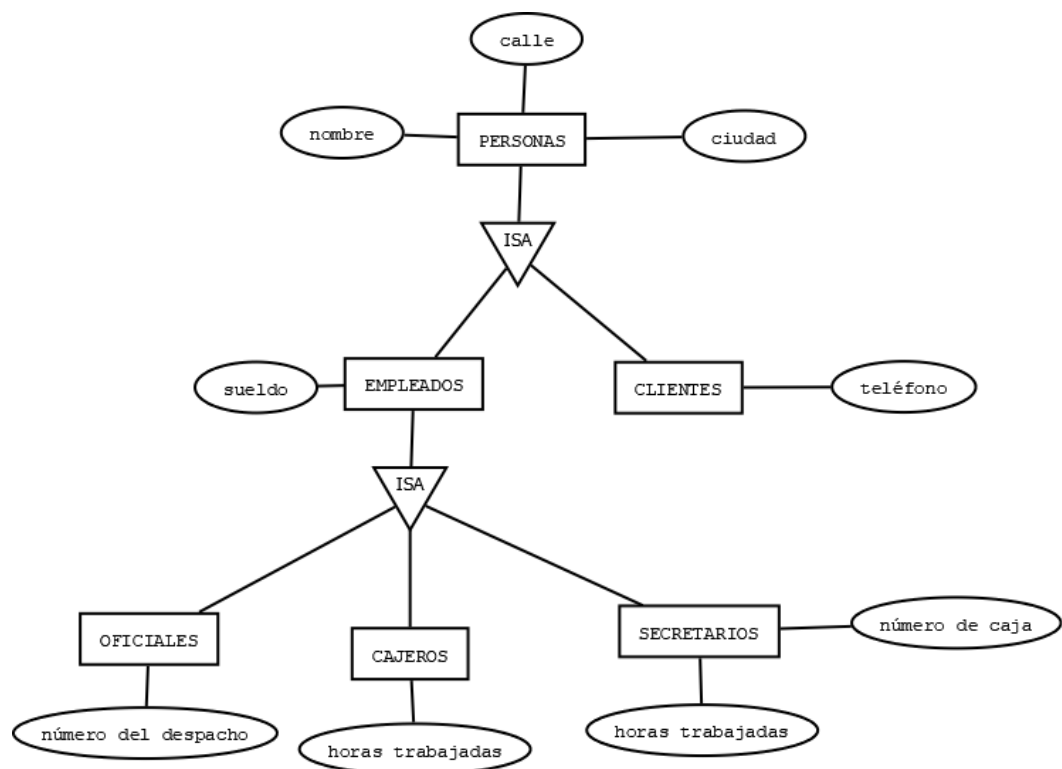 calle
nombre
PERSONAS
ciudad
ISA
sueldo
EMPLEADOS
CLIENTES
teléfono
ISA
OFICIALES
CAJEROS
SECRETARIOS
número de caja
número del despacho
horas trabajadas
horas trabajadas